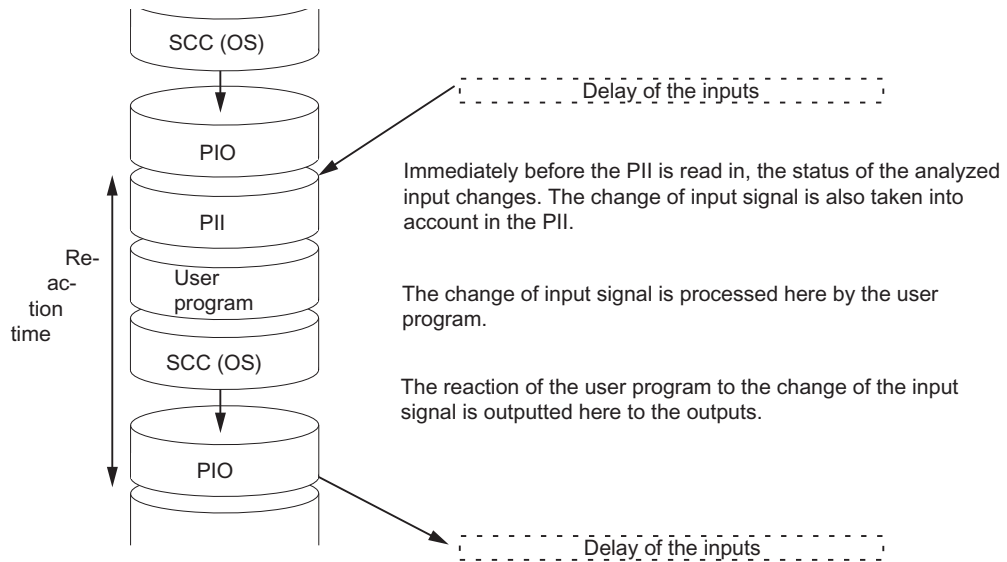 SCC (OS)
Delay of the inputs
PIO
Immediately before the PII is read in, the status of the analyzed
input changes. The change of input signal is also taken into
account in the PII.
PII
Re-
ac-
tion
time
User
program
The change of input signal is processed here by the user
program.
SCC (OS)
The reaction of the user program to the change of the input
signal is outputted here to the outputs.
PIO
Delay of the inputs